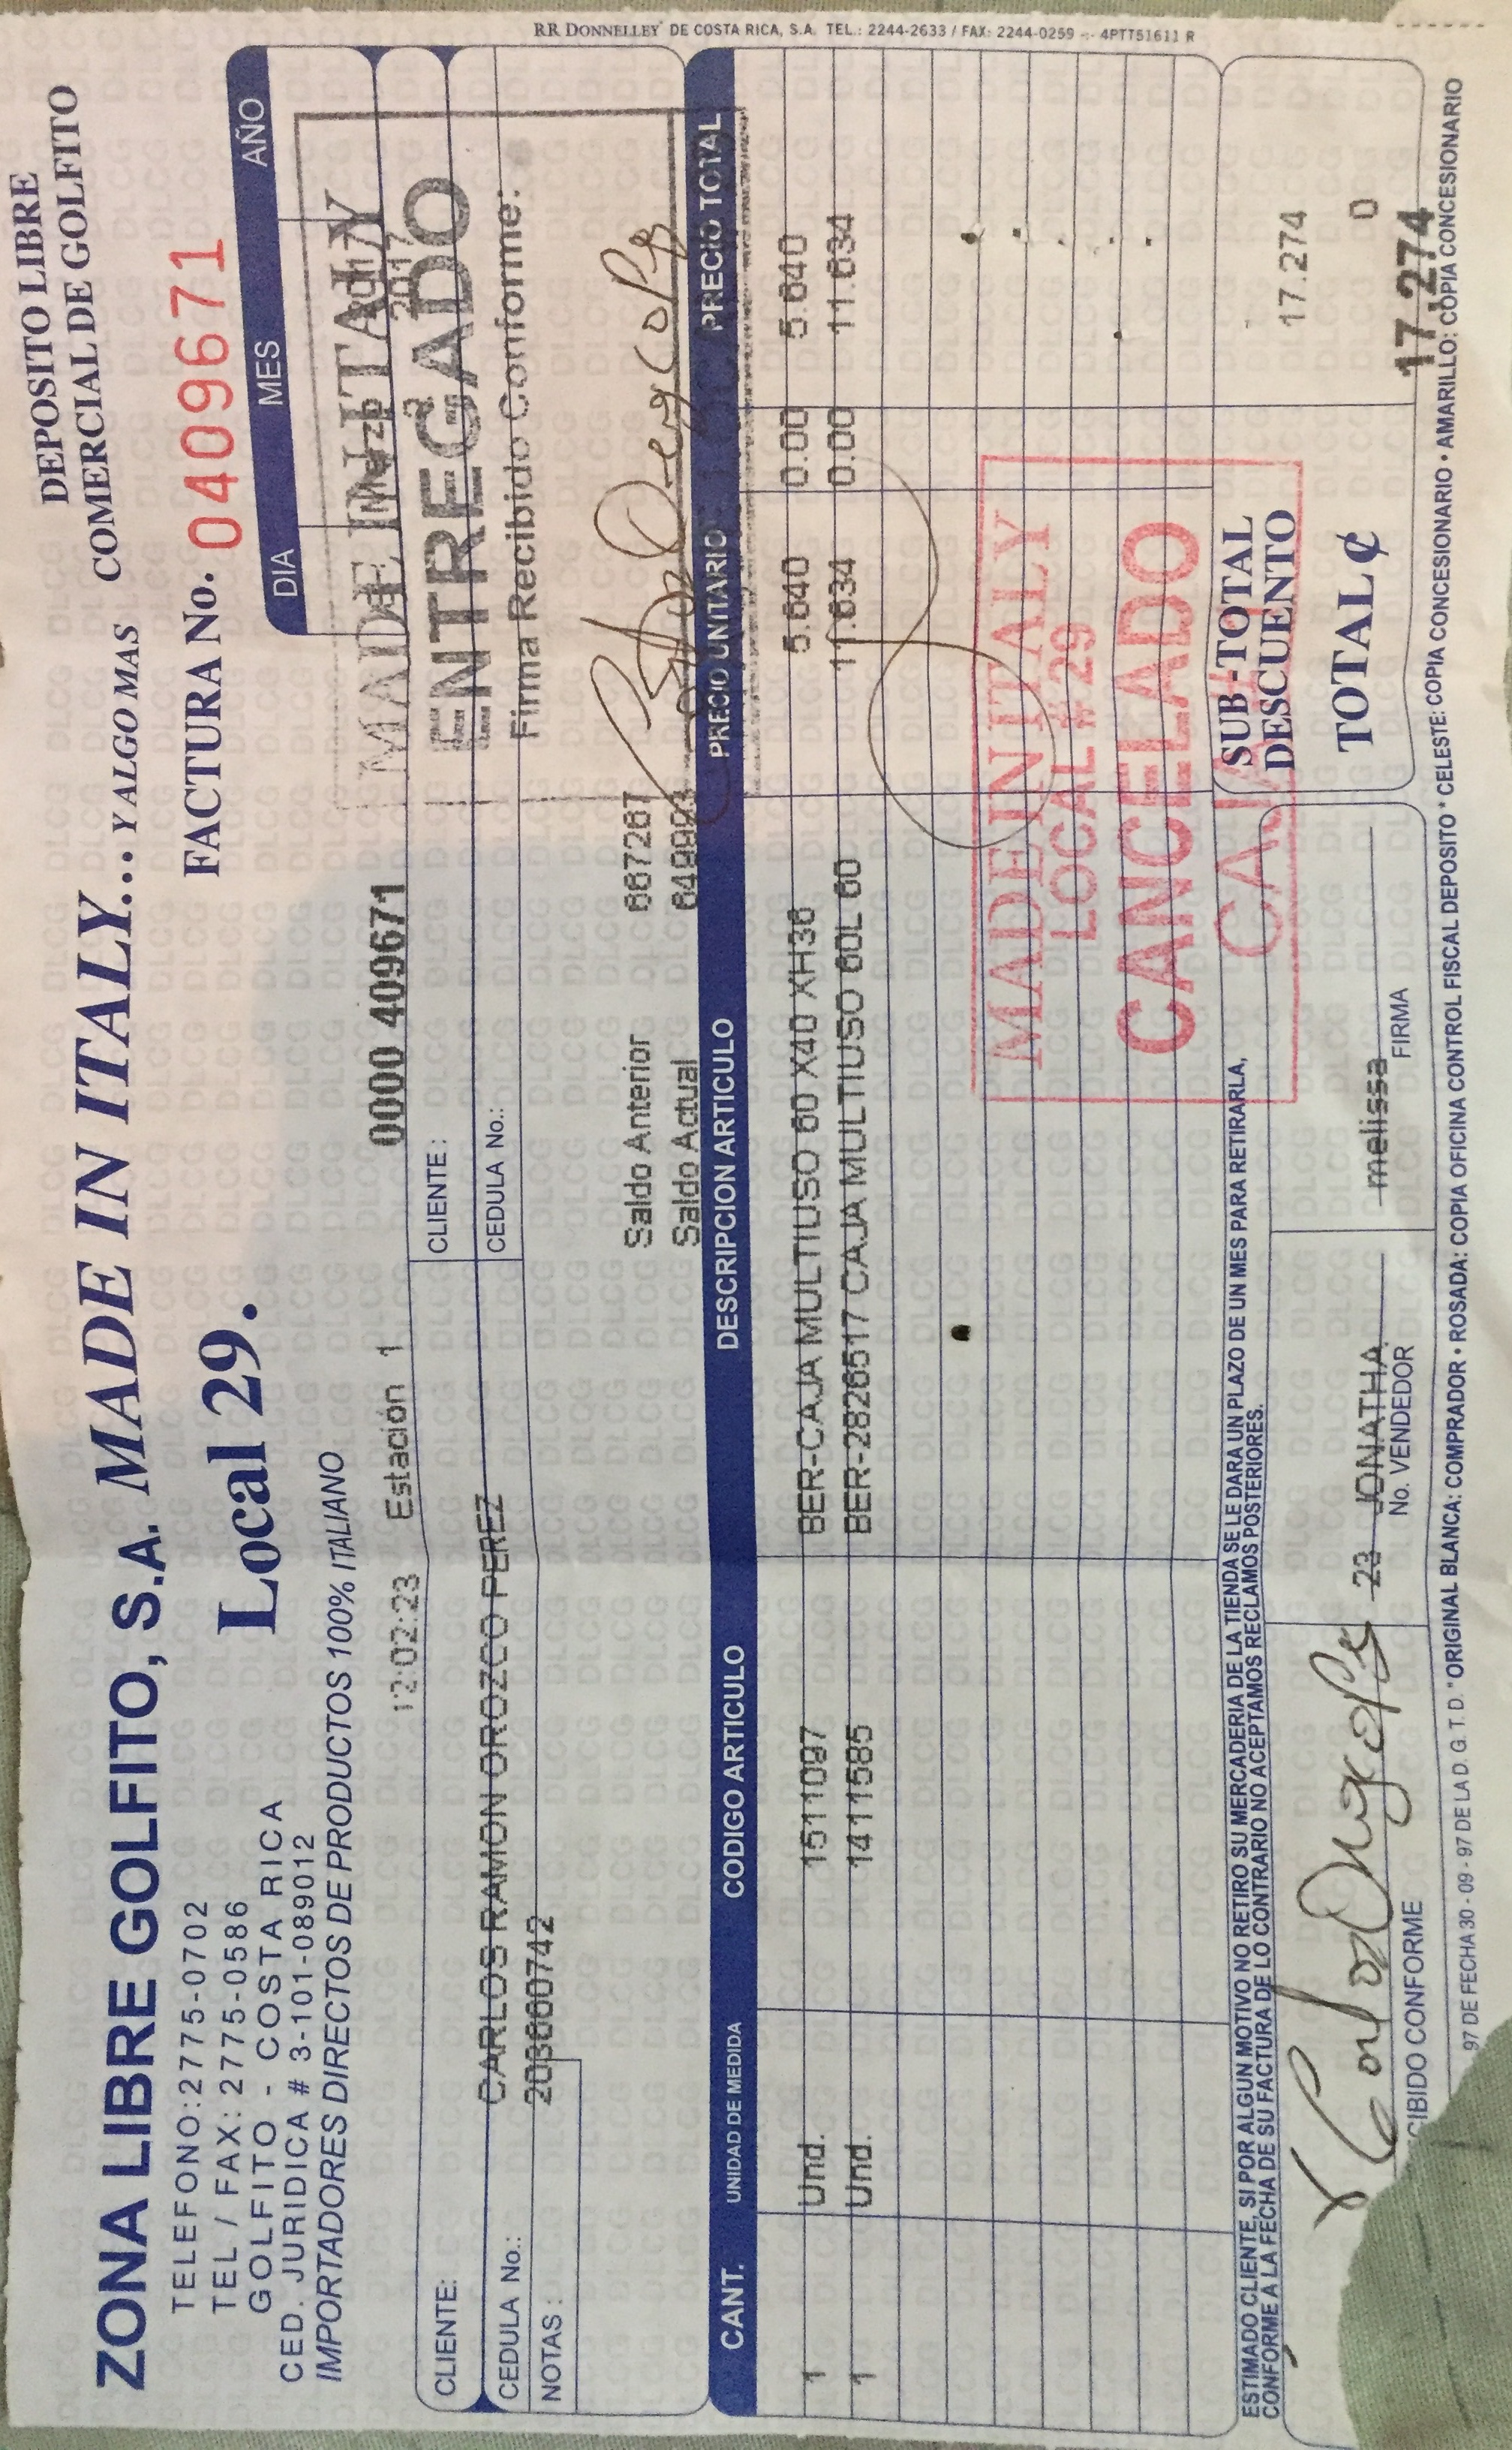 RR DONNELLEY DE COSTA RICA, S.A. TEL.: 2244-2633 / FAX: 2244-0259 -:- 4PTT51611 R
DEPOSITO LIBRE
COMERCIAL DE GOLFITO
ZONA LIBRE GOLFITO, S.A. MADE IN ITALY... Y ALGO MAS
TELEFONO:2775-0702
TEL / FAX: 2775-0586
GOLFITO - COSTA RICA
CED. JURIDICA # 3-101-089012
IMPORTADORES DIRECTOS DE PRODUCTOS 100% ITALIANO
Local 29.
FACTURA No. 0409671
DIA MES AÑO
Marzo 2017
12:02:23 Estación 1 0000 409671
MADE IN ITALY
ENTREGADO
Firma Recibido Conforme:
CLIENTE: CARLOS RAMON OROZCO PEREZ CLIENTE :
CEDULA No.: CEDULA No.:
NOTAS :
Saldo Anterior 667267
Saldo Actual
CANT. UNIDAD DE MEDIDA CODIGO ARTICULO DESCRIPCION ARTICULO PRECIO UNITARIO PRECIO TOTAL
1 Und. 1511097 BER-CAJA MULTIUSO 60 X40 XH36 5.640 0.00 5.640
1 Und. 1411585 BER-2826517 CAJA MULTIUSO 60L 60 11.634 0.00 11.634
MADE IN ITALY
LOCAL # 29
CANCELADO
CAJA
ESTIMADO CLIENTE, SI POR ALGUN MOTIVO NO RETIRO SU MERCADERIA DE LA TIENDA SE LE DARA UN PLAZO DE UN MES PARA RETIRARLA,
CONFORME A LA FECHA DE SU FACTURA DE LO CONTRARIO NO ACEPTAMOS RECLAMOS POSTERIORES.
SUB - TOTAL 17.274
DESCUENTO
0
TOTAL ¢ 17.274
23 JONATHA melissa
CIBIDO CONFORME No. VENDEDOR FIRMA
97 DE FECHA 30 - 09 - 97 DE LA D. G. T. D. "ORIGINAL BLANCA: COMPRADOR • ROSADA: COPIA OFICINA CONTROL FISCAL DEPOSITO * CELESTE: COPIA CONCESIONARIO • AMARILLO: COPIA CONCESIONARIO